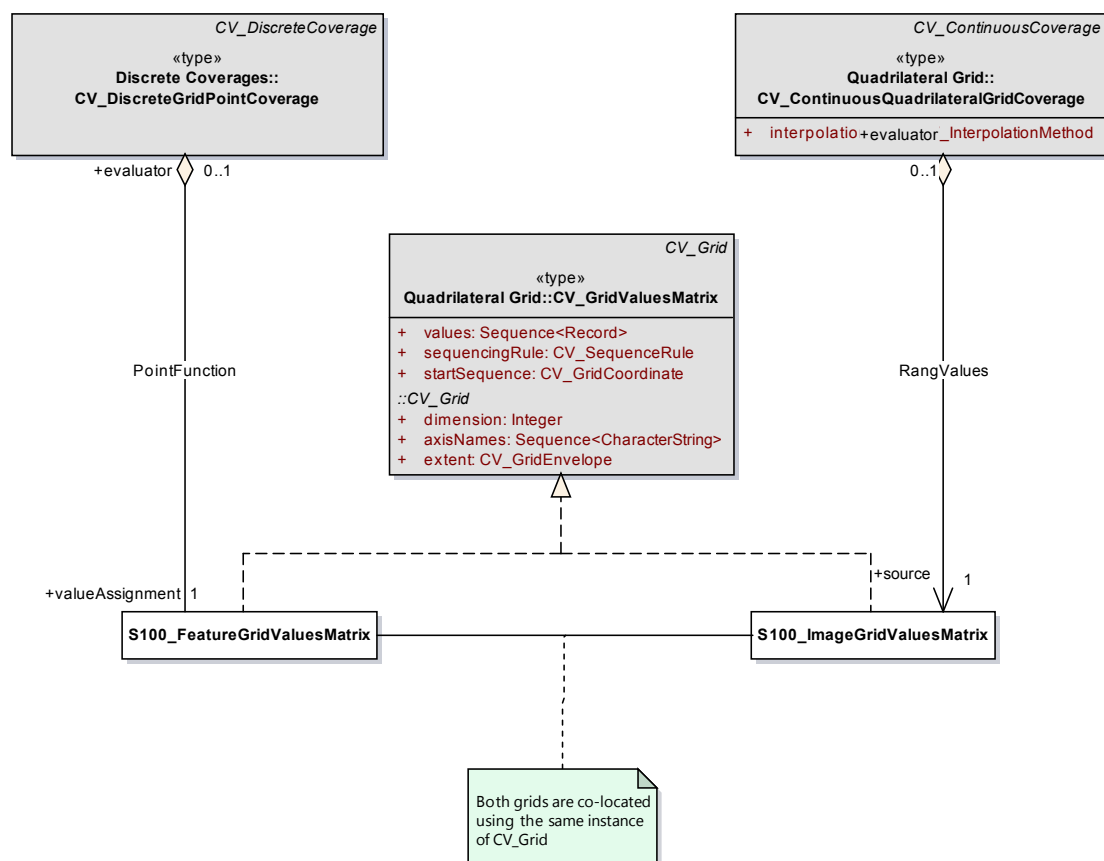 CV_DiscreteCoverage
«type»
Discrete Coverages::
CV_DiscreteGridPointCoverage
CV_ContinuousCoverage
«type»
Quadrilateral Grid::
CV_ContinuousQuadrilateralGridCoverage
+ interpolatio+evaluator_InterpolationMethod
+evaluator 0..1
0..1
CV_Grid
«type»
Quadrilateral Grid::CV_GridValuesMatrix
+ values: Sequence<Record>
+ sequencingRule: CV_SequenceRule
+ startSequence: CV_GridCoordinate
::CV_Grid
+ dimension: Integer
+ axisNames: Sequence<CharacterString>
+ extent: CV_GridEnvelope
PointFunction
RangValues
+valueAssignment 1
+source 1
S100_FeatureGridValuesMatrix
S100_ImageGridValuesMatrix
Both grids are co-located
using the same instance
of CV_Grid